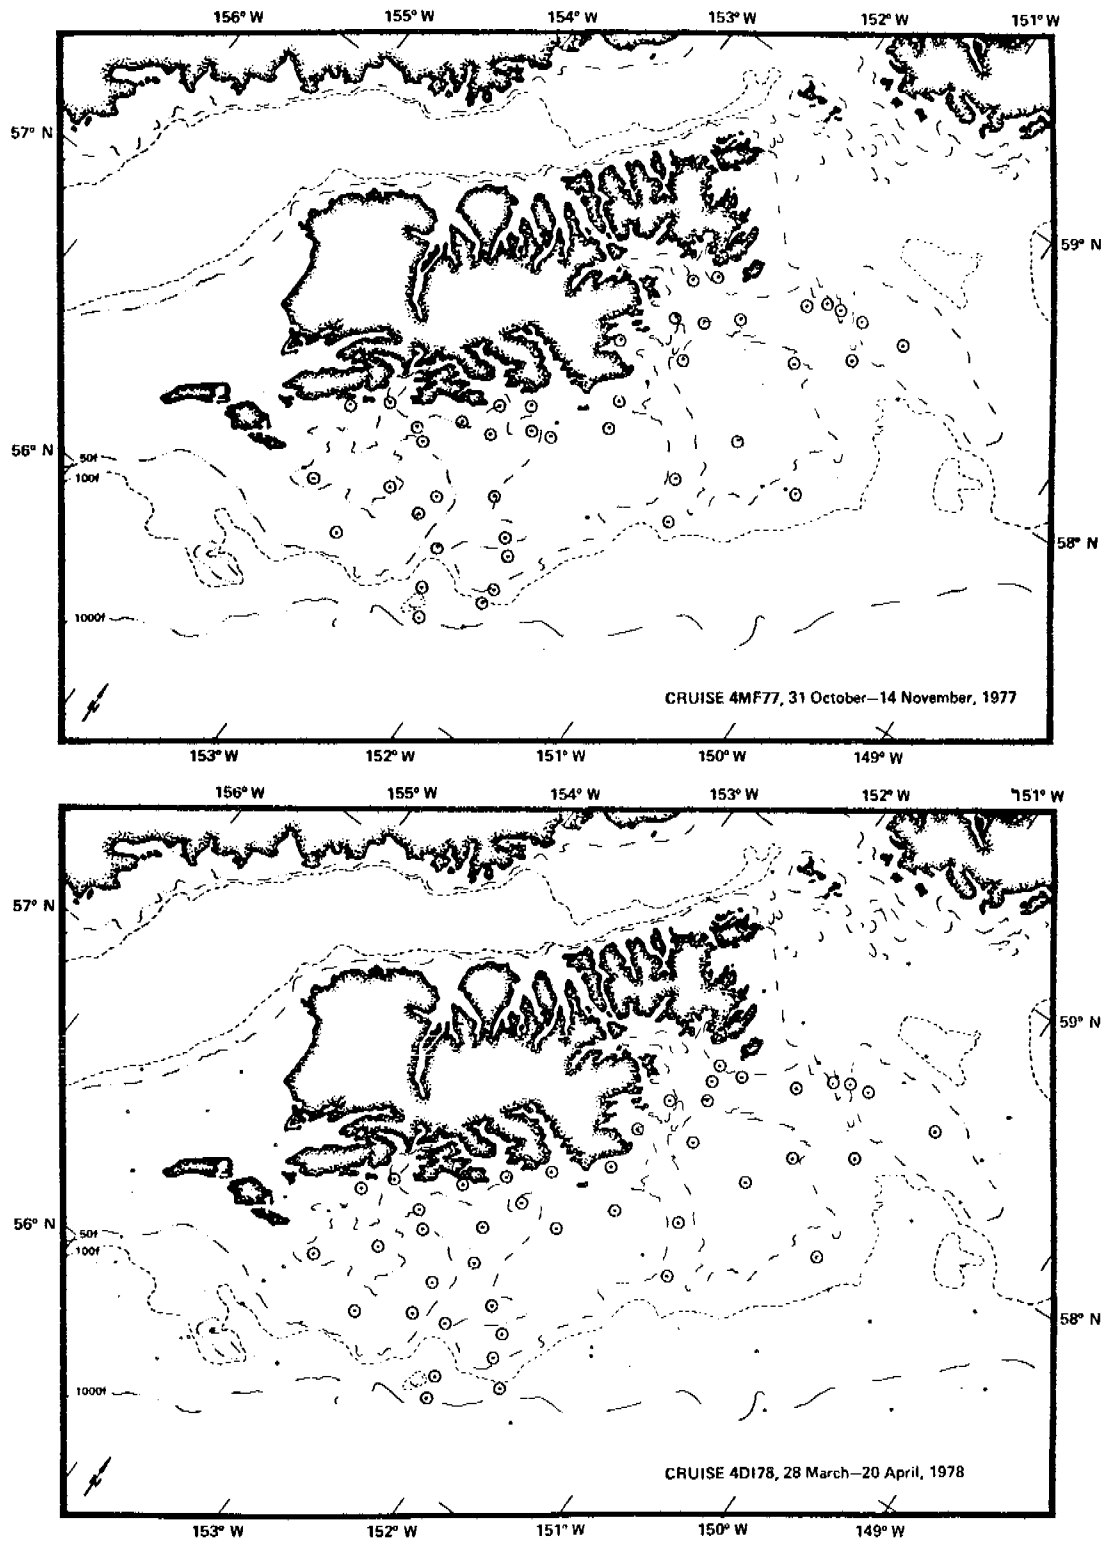 156° W 155° W 154° W 153° W 152° W 151° W
57° N
59° N
56° N
50f
100f
58° N
1000f
N
CRUISE 4MF77, 31 October—14 November, 1977
153° W 152° W 151° W 150° W 149° W
156° W 155° W 154° W 153° W 152° W 151° W
57° N
59° N
56° N
50f
100f
58° N
1000f
N
CRUISE 4DI78, 28 March—20 April, 1978
153° W 152° W 151° W 150° W 149° W